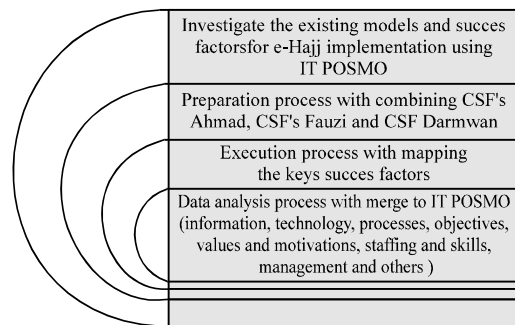 Investigate the existing models and succes
factorsfor e-Hajj implementation using
IT POSMO
Preparation process with combining CSF's
Ahmad, CSF's Fauzi and CSF Darmwan
Execution process with mapping
the keys succes factors
Data analysis process with merge to IT POSMO
(information, technology, processes, objectives,
values and motivations, staffing and skills,
management and others )